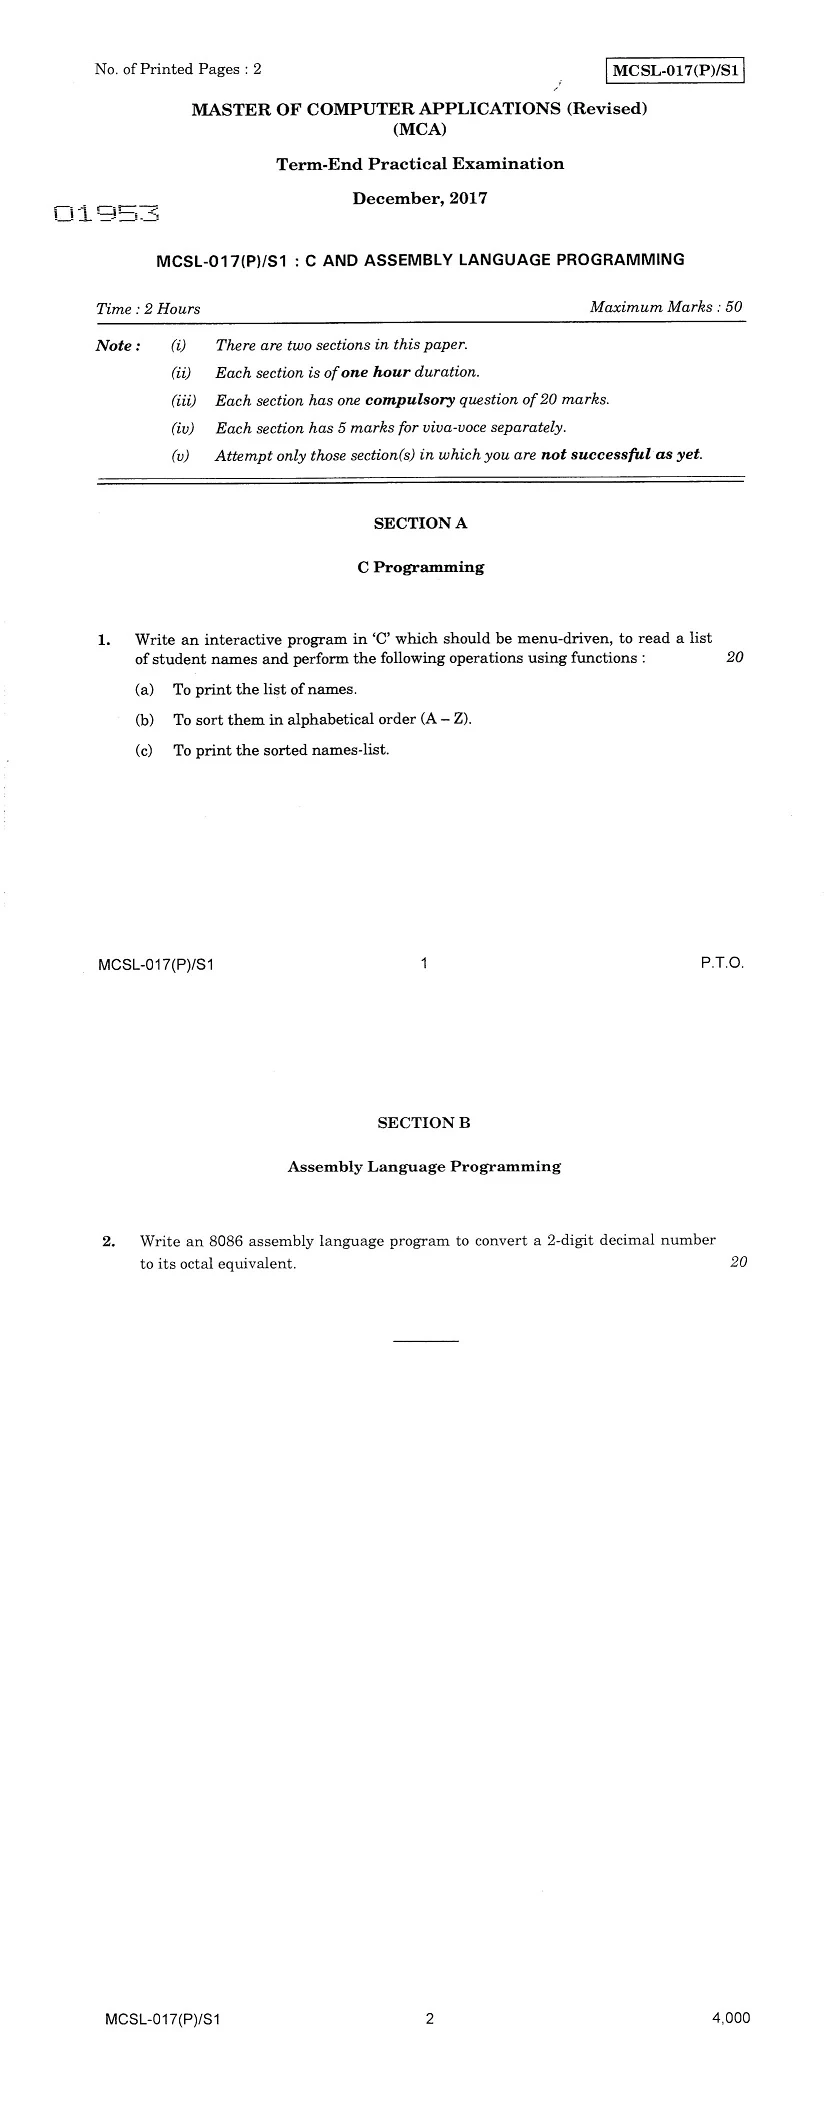 No. of Printed Pages : 2
MCSL-017(P)/S1
MASTER OF COMPUTER APPLICATIONS (Revised)
(MCA)
Term-End Practical Examination
December, 2017
01953
MCSL-017(P)/S1 : C AND ASSEMBLY LANGUAGE PROGRAMMING
Time : 2 Hours Maximum Marks : 50
Note : (i) There are two sections in this paper.
(ii) Each section is of one hour duration.
(iii) Each section has one compulsory question of 20 marks.
(iv) Each section has 5 marks for viva-voce separately.
(v) Attempt only those section(s) in which you are not successful as yet.
SECTION A
C Programming
1. Write an interactive program in ‘C’ which should be menu-driven, to read a list
of student names and perform the following operations using functions : 20
(a) To print the list of names.
(b) To sort them in alphabetical order (A – Z).
(c) To print the sorted names-list.
MCSL-017(P)/S1 1 P.T.O.
SECTION B
Assembly Language Programming
2. Write an 8086 assembly language program to convert a 2-digit decimal number
to its octal equivalent. 20
MCSL-017(P)/S1 2 4,000